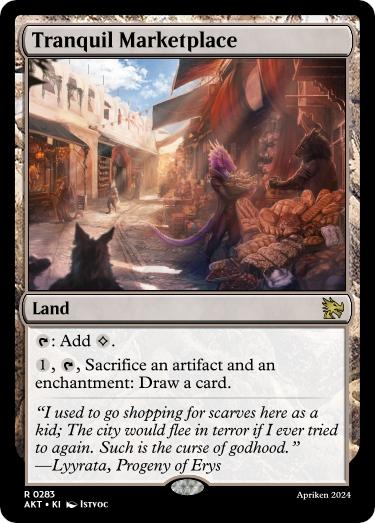 Tranquil Marketplace
Land
: Add .
1, , Sacrifice an artifact and an
enchantment: Draw a card.
“I used to go shopping for scarves here as a
kid; The city would flee in terror if I ever tried
to again. Such is the curse of godhood.”
—Lyyrata, Progeny of Erys
R 0283
AKT • KI Istvoc
Apriken 2024